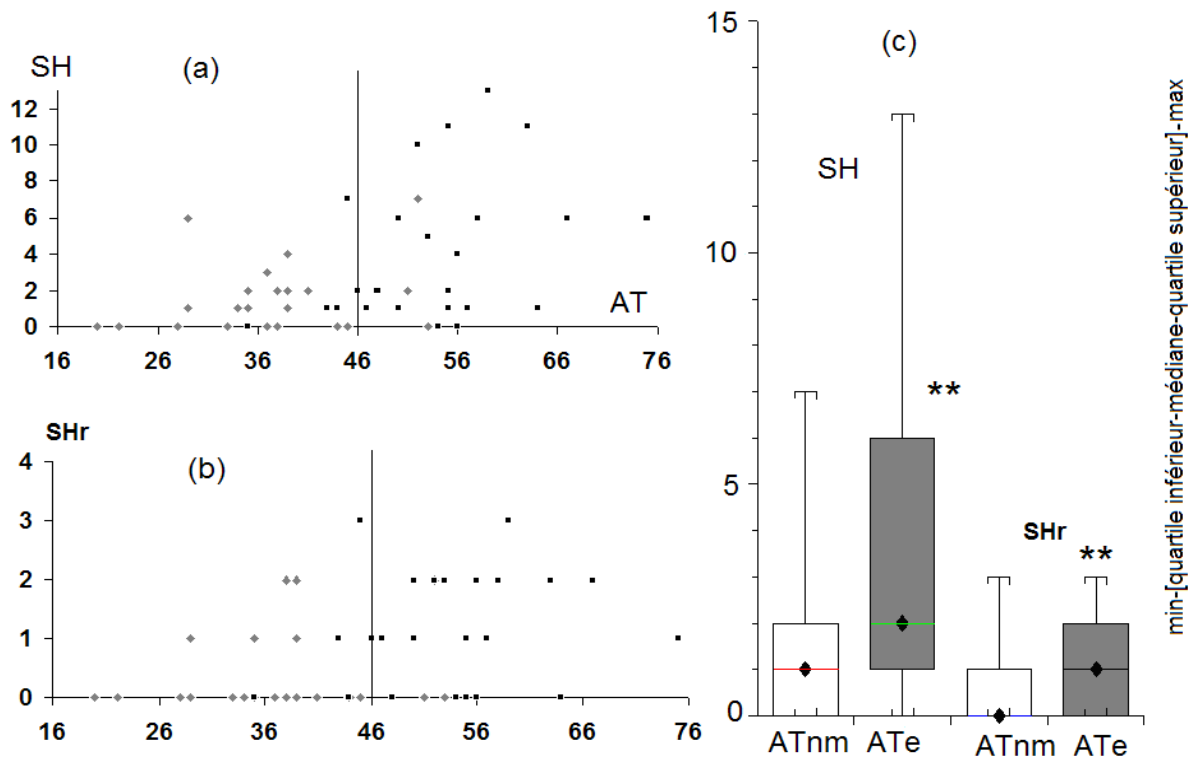 SH
(a)
12
10
8
6
4
2
0
AT
16 26 36 46 56 66 76
SHr
(b)
4
3
2
1
0
16 26 36 46 56 66 76
(c)
15
10
5
0
SH
**
SHr
**
ATnm ATe ATnm ATe
min-[quartile inférieur-médiane-quartile supérieur]-max